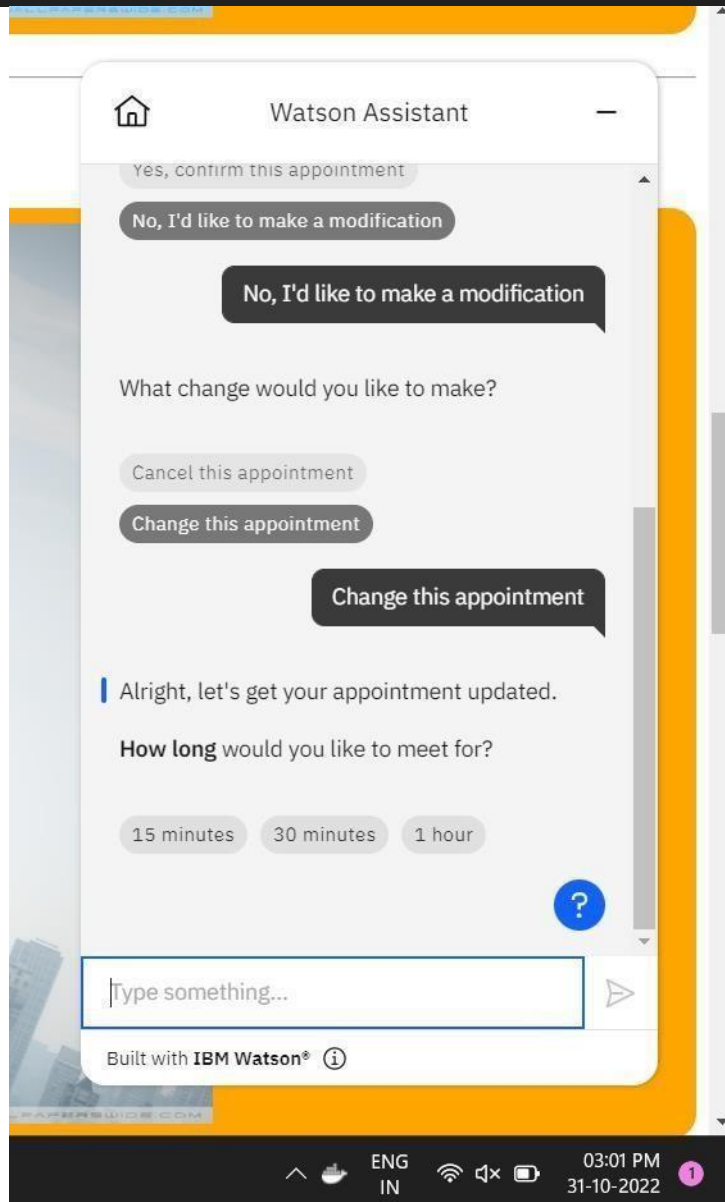 Watson Assistant
Yes, confirm this appointment
No, I'd like to make a modification
No, I'd like to make a modification
What change would you like to make?
Cancel this appointment
Change this appointment
Change this appointment
Alright, let's get your appointment updated.
How long would you like to meet for?
15 minutes 30 minutes 1 hour
?
Type something...
Built with IBM Watson®
ENG
IN
03:01 PM
31-10-2022
1